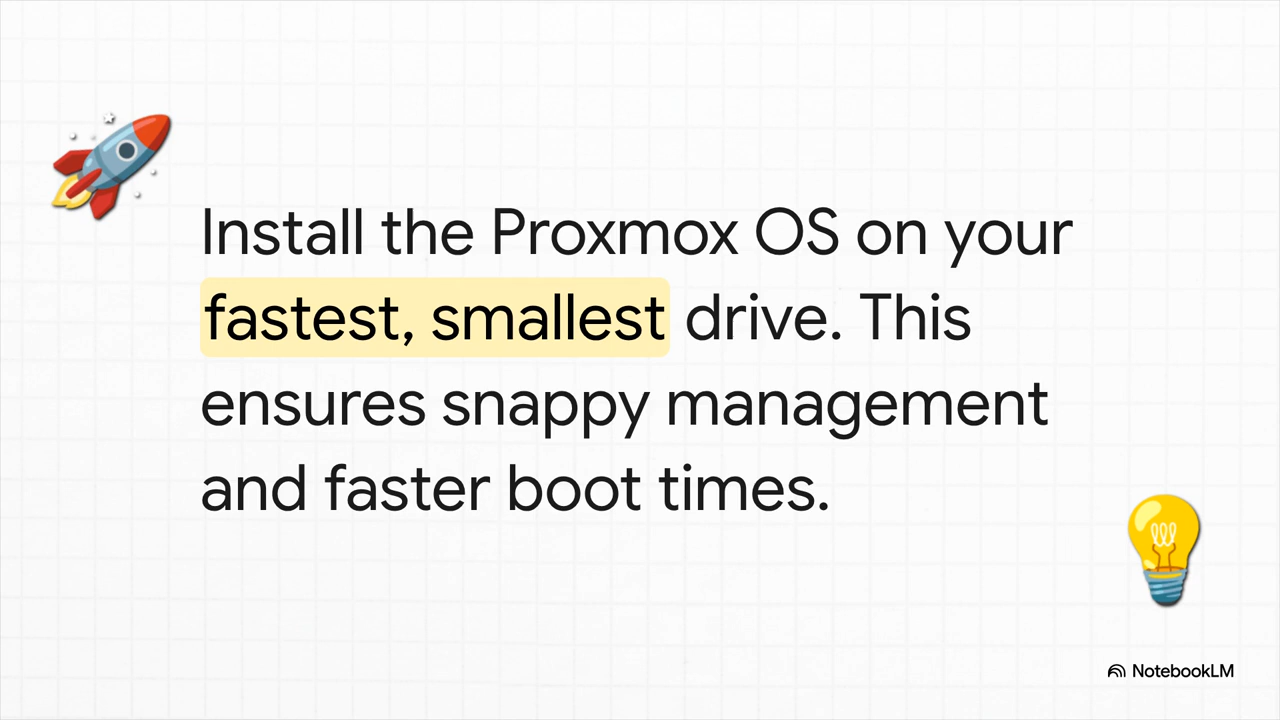 Install the Proxmox OS on your
fastest, smallest drive. This
ensures snappy management
and faster boot times.
NotebookLM